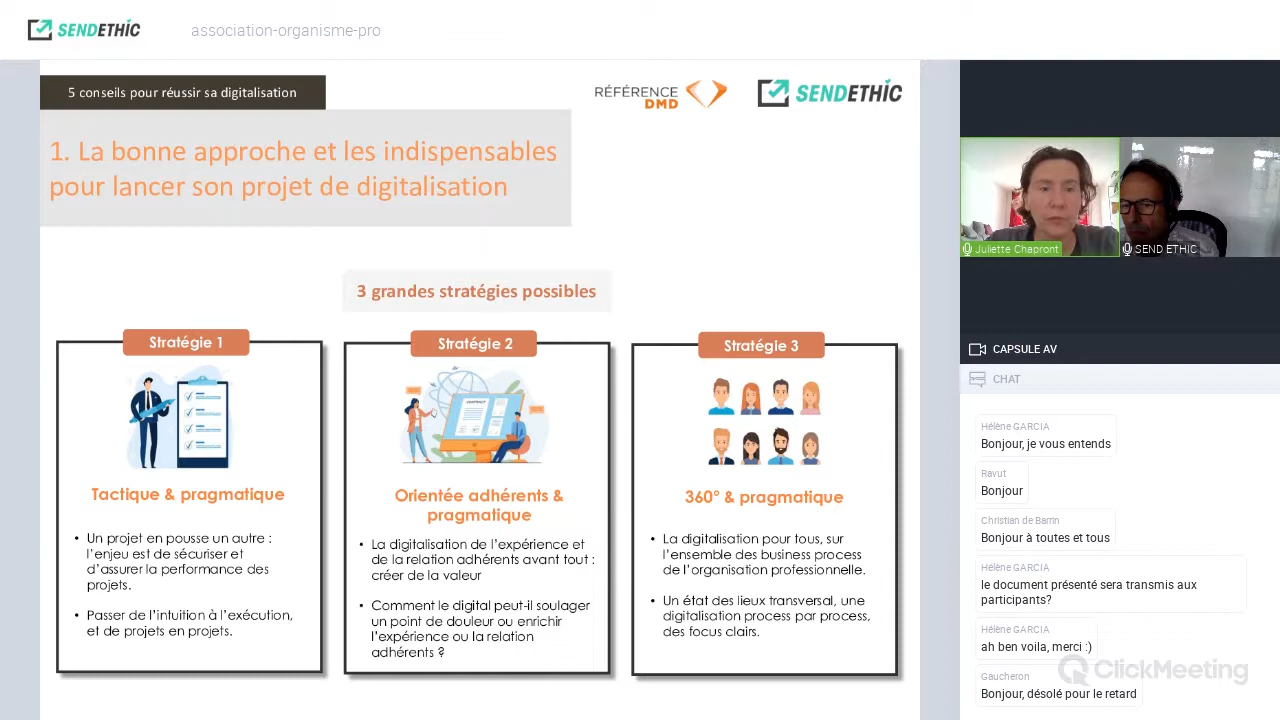 SENDETHIC
association-organisme-pro
5 conseils pour réussir sa digitalisation
RÉFÉRENCE
DMD
SENDETHIC
1. La bonne approche et les indispensables
pour lancer son projet de digitalisation
3 grandes stratégies possibles
Stratégie 1
Tactique & pragmatique
• Un projet en pousse un autre :
l'enjeu est de sécuriser et
d'assurer la performance des
projets.
• Passer de l'intuition à l'exécution,
et de projets en projets.
Stratégie 2
Orientée adhérents &
pragmatique
• La digitalisation de l'expérience et
de la relation adhérents avant tout :
créer de la valeur
• Comment le digital peut-il soulager
un point de douleur ou enrichir
l'expérience ou la relation
adhérents ?
Stratégie 3
360° & pragmatique
• La digitalisation pour tous, sur
l'ensemble des business process
de l'organisation professionnelle.
• Un état des lieux transversal, une
digitalisation process par process,
des focus clairs.
Juliette Chapront
SEND ETHIC
CAPSULE AV
CHAT
Hélène GARCIA
Bonjour, je vous entends
Ravut
Bonjour
Christian de Barrin
Bonjour à toutes et tous
Hélène GARCIA
le document présenté sera transmis aux
participants?
Hélène GARCIA
ah ben voila, merci :)
Gaucheron
Bonjour, désolé pour le retard
ClickMeeting